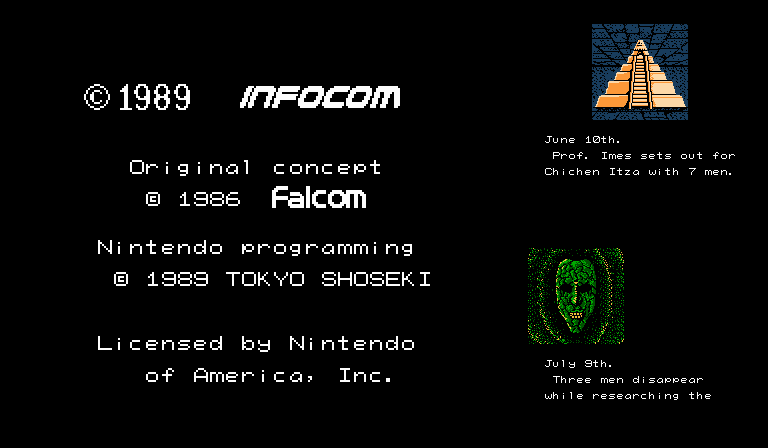 © 1989 INFOCOM
Original concept
© 1986 Falcom
Nintendo programming
© 1989 TOKYO SHOSEKI
Licensed by Nintendo
of America, Inc.
June 10th.
Prof. Imes sets out for
Chichen Itza with 7 men.
July 9th.
Three men disappear
while researching the